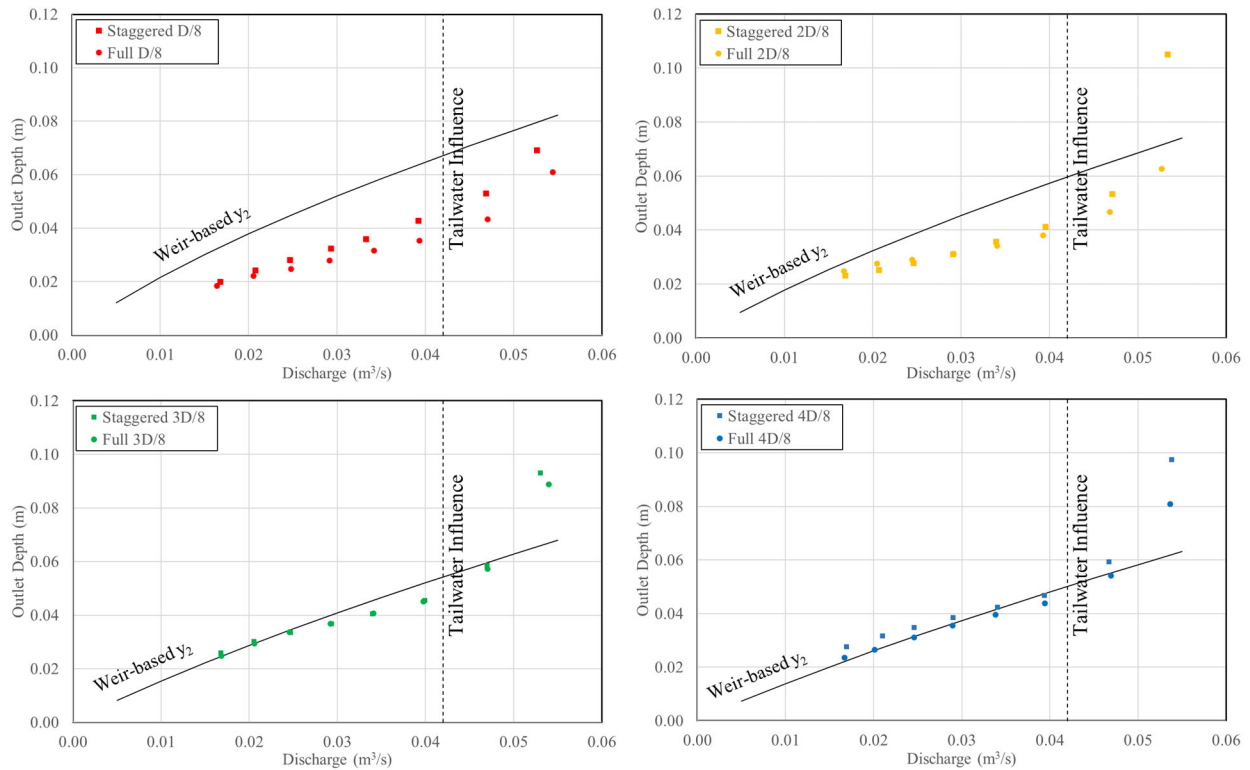 0.12
0.10
0.08
0.06
0.04
0.02
0.00
Outlet Depth (m)
Staggered D/8
Full D/8
Weir-based y₂
Tailwater Influence
0.00 0.01 0.02 0.03 0.04 0.05 0.06
Discharge (m³/s)
0.12
0.10
0.08
0.06
0.04
0.02
0.00
Outlet Depth (m)
Staggered 2D/8
Full 2D/8
Weir-based y₂
Tailwater Influence
0.00 0.01 0.02 0.03 0.04 0.05 0.06
Discharge (m³/s)
0.12
0.10
0.08
0.06
0.04
0.02
0.00
Outlet Depth (m)
Staggered 3D/8
Full 3D/8
Weir-based y₂
Tailwater Influence
0.00 0.01 0.02 0.03 0.04 0.05 0.06
Discharge (m³/s)
0.12
0.10
0.08
0.06
0.04
0.02
0.00
Outlet Depth (m)
Staggered 4D/8
Full 4D/8
Weir-based y₂
Tailwater Influence
0.00 0.01 0.02 0.03 0.04 0.05 0.06
Discharge (m³/s)